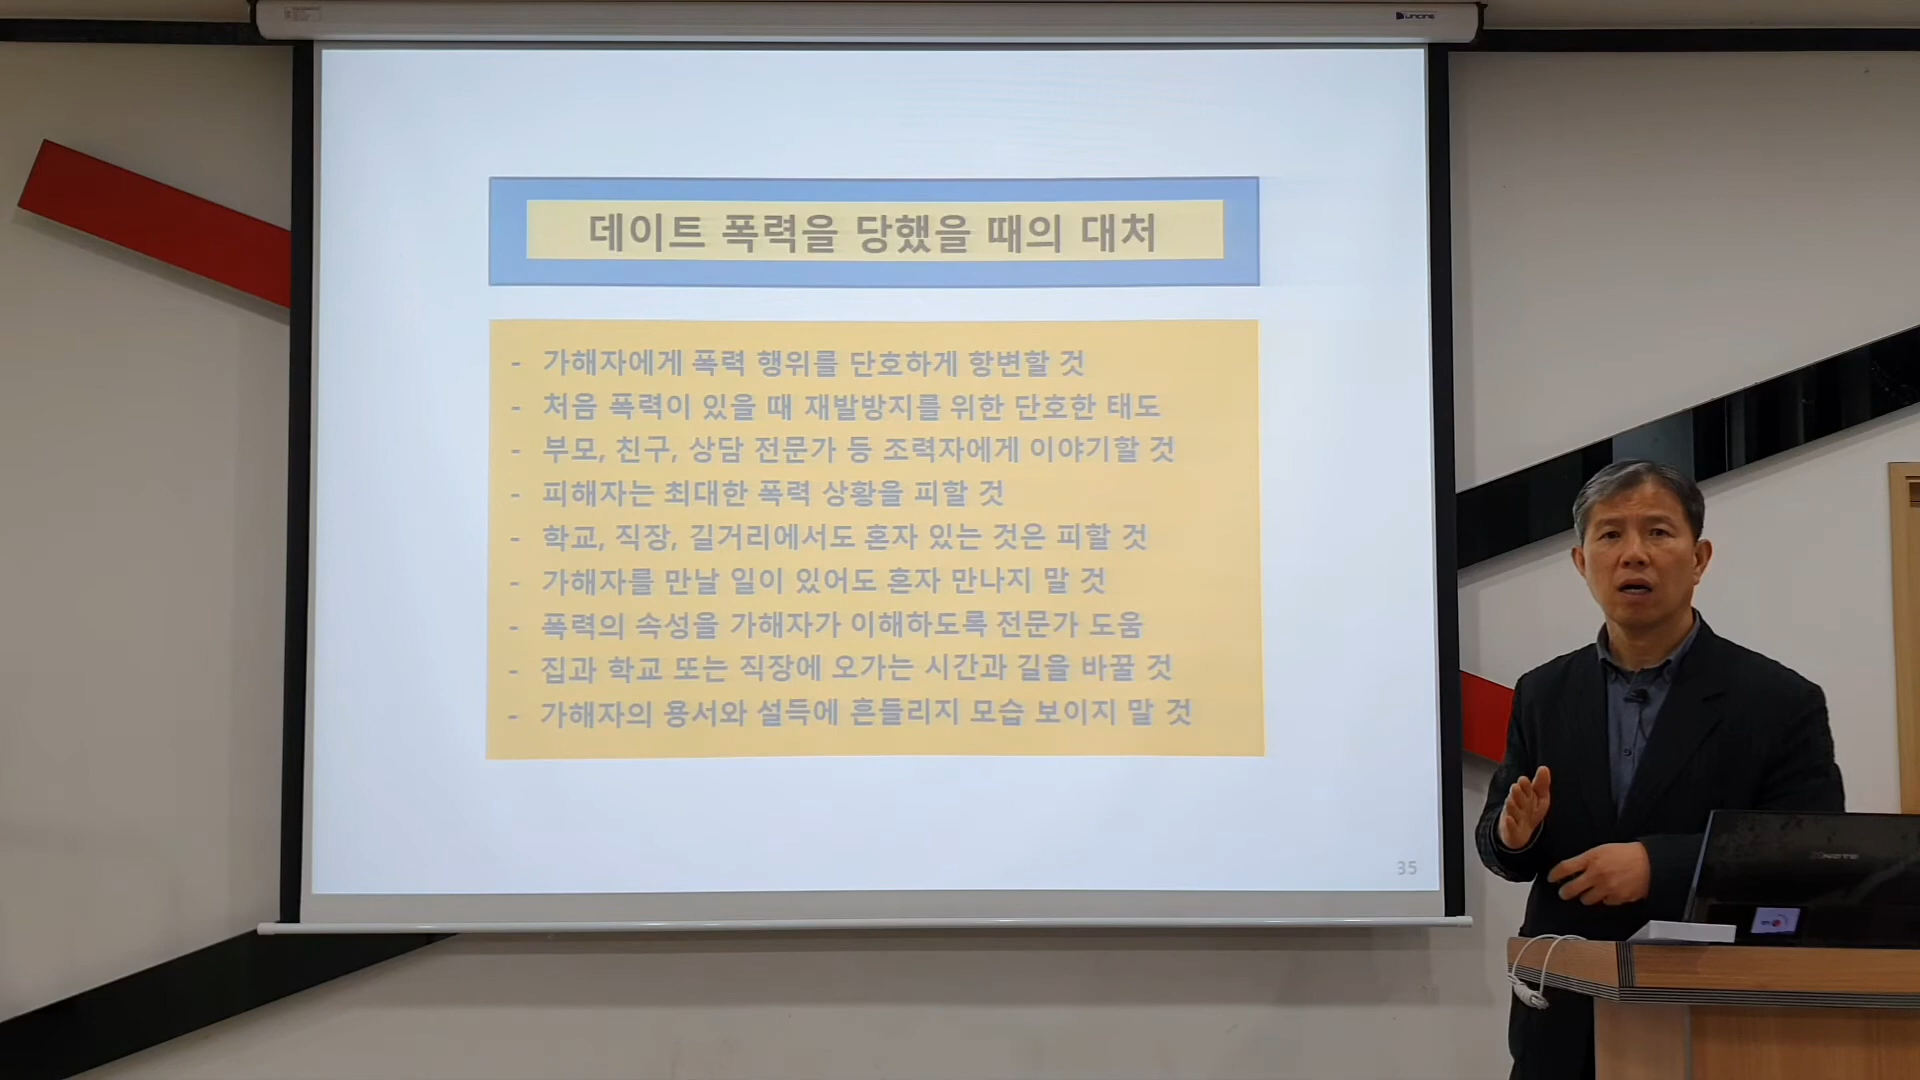 데이트 폭력을 당했을 때의 대처
- 가해자에게 폭력 행위를 단호하게 항변할 것
- 처음 폭력이 있을 때 재발방지를 위한 단호한 태도
- 부모, 친구, 상담 전문가 등 조력자에게 이야기할 것
- 피해자는 최대한 폭력 상황을 피할 것
- 학교, 직장, 길거리에서도 혼자 있는 것은 피할 것
- 가해자를 만날 일이 있어도 혼자 만나지 말 것
- 폭력의 속성을 가해자가 이해하도록 전문가 도움
- 집과 학교 또는 직장에 오가는 시간과 길을 바꿀 것
- 가해자의 용서와 설득에 흔들리지 모습 보이지 말 것
35